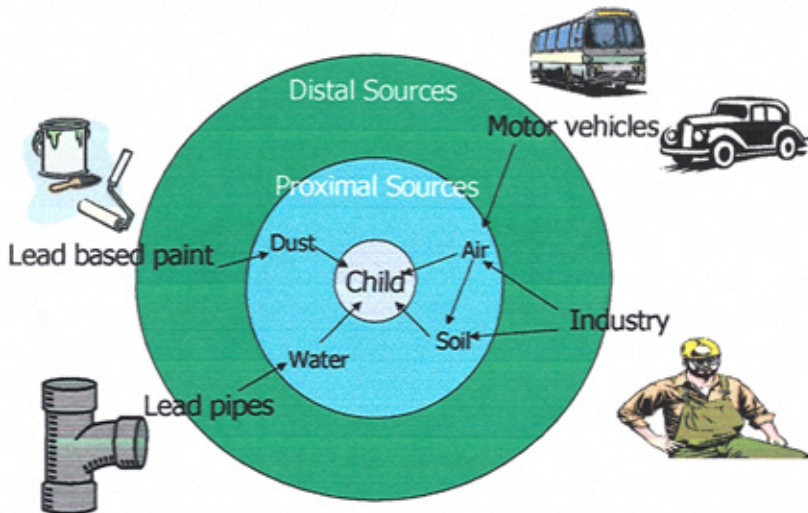 Distal Sources
Motor vehicles
Proximal Sources
Dust
Air
Lead based paint
Child
Industry
Soil
Water
Lead pipes